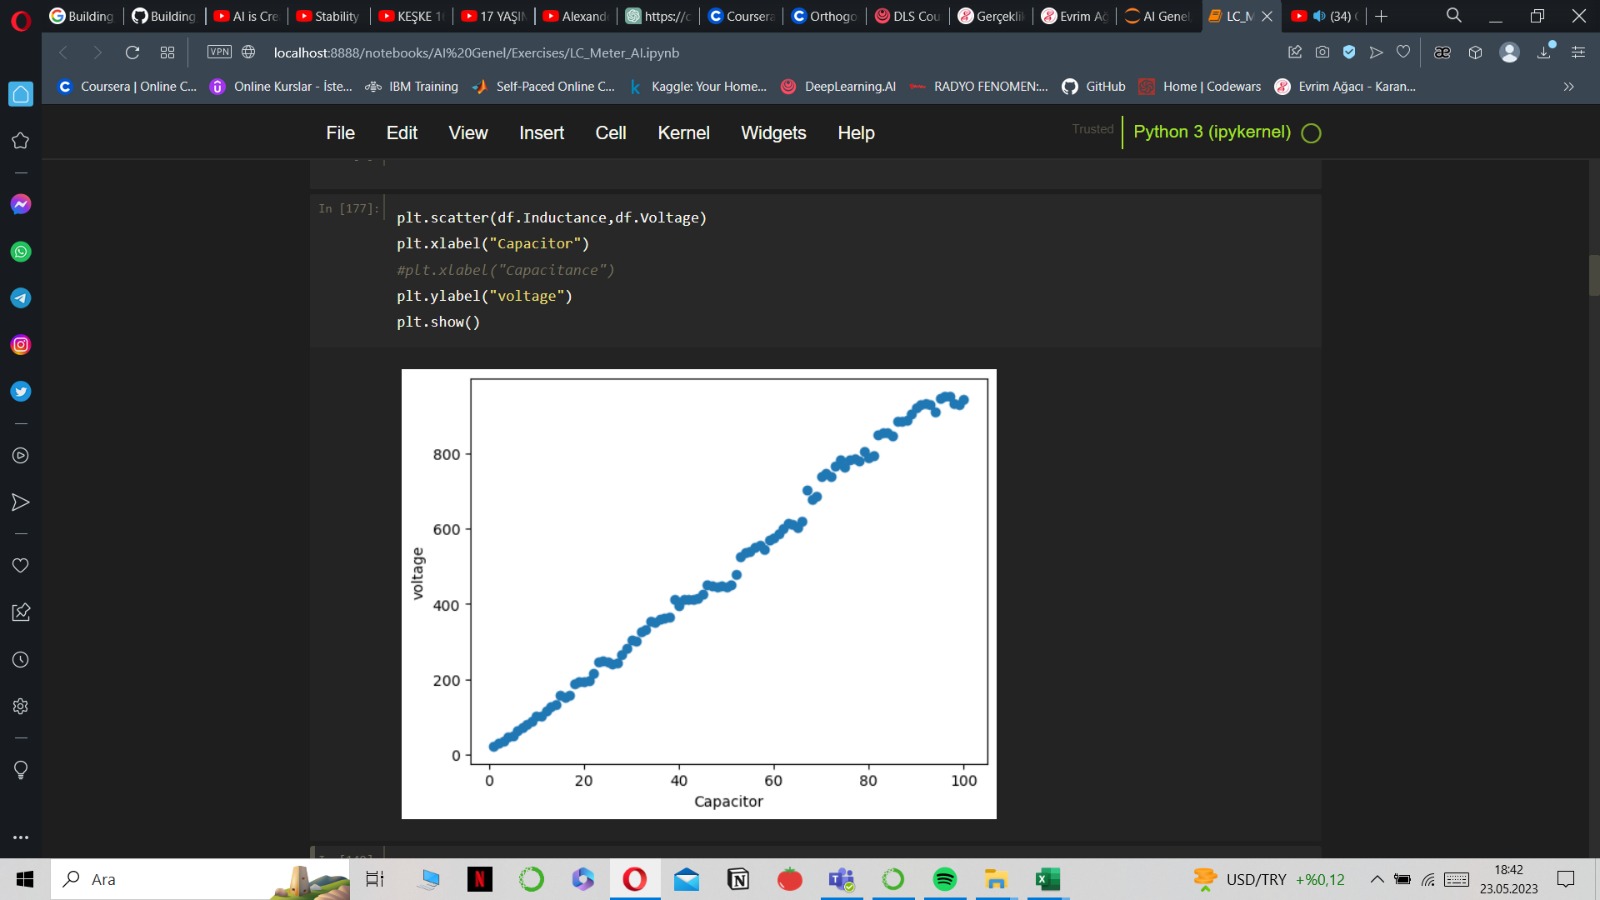 Building
Building
AI is Cre
Stability
KEŞKE 1
17 YAŞIN
Alexand
https://c
Coursera
Orthogo
DLS Cou
Gerçekli
Evrim Ağ
AI Genel
LC_M
(34)
VPN
localhost:8888/notebooks/AI%20Genel/Exercises/LC_Meter_AI.ipynb
Coursera | Online C...
Online Kurslar - İste...
IBM Training
Self-Paced Online C...
Kaggle: Your Home...
DeepLearning.AI
RADYO FENOMEN:...
GitHub
Home | Codewars
Evrim Ağacı - Karan...
File Edit View Insert Cell Kernel Widgets Help
Trusted
Python 3 (ipykernel)
In [177]:
plt.scatter(df.Inductance,df.Voltage)
plt.xlabel("Capacitor")
#plt.xlabel("Capacitance")
plt.ylabel("voltage")
plt.show()
800
600
400
200
0
voltage
0 20 40 60 80 100
Capacitor
Ara
USD/TRY +%0,12
18:42
23.05.2023